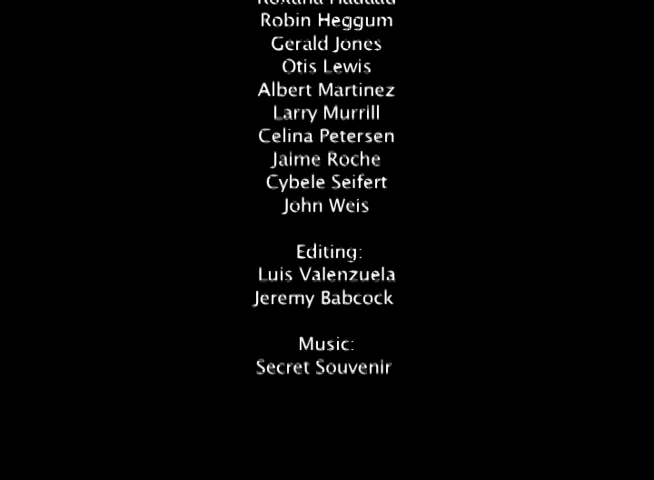 Robin Heggum
Gerald Jones
Otis Lewis
Albert Martinez
Larry Murrill
Celina Petersen
Jaime Roche
Cybele Seifert
John Weis
Editing:
Luis Valenzuela
Jeremy Babcock
Music:
Secret Souvenir